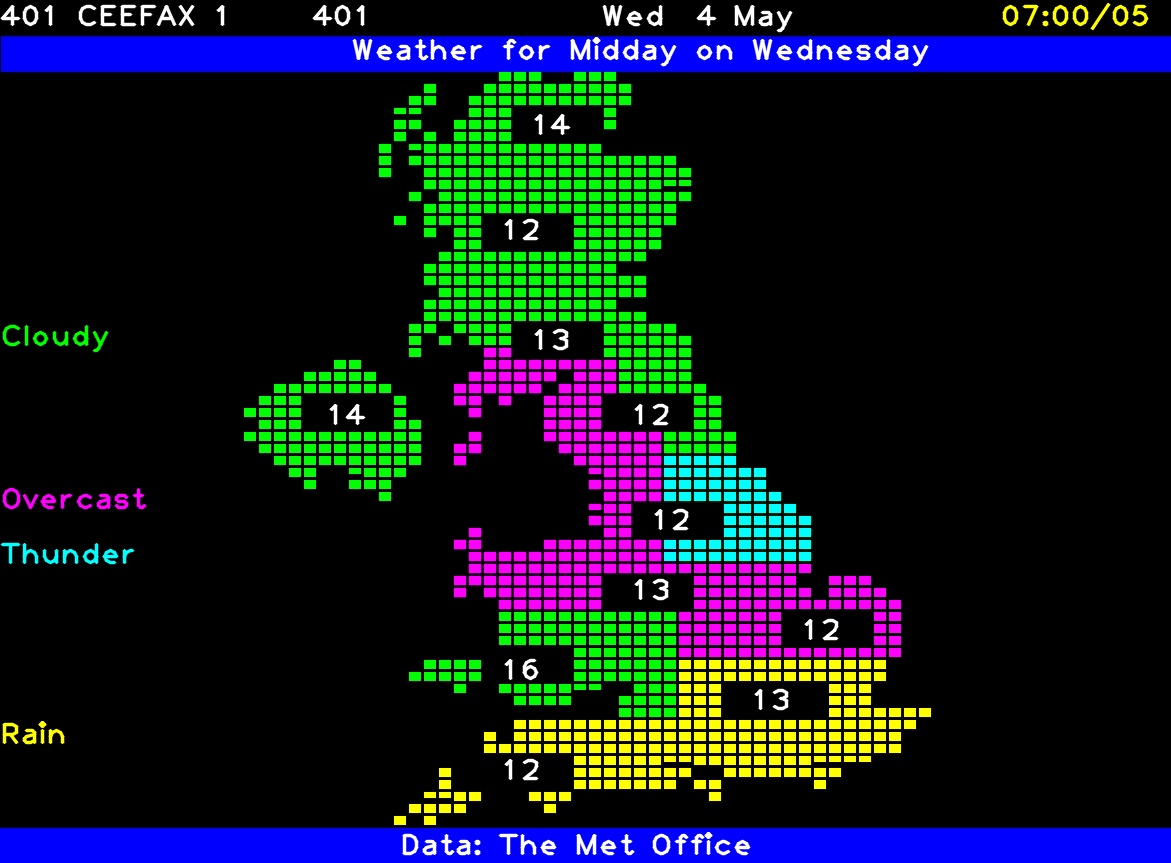 401 CEEFAX 1 401 Wed 4 May 07:00/05
Weather for Midday on Wednesday
14
12
Cloudy
13
14
12
Overcast
12
Thunder
13
12
16
13
Rain
12
Data: The Met Office